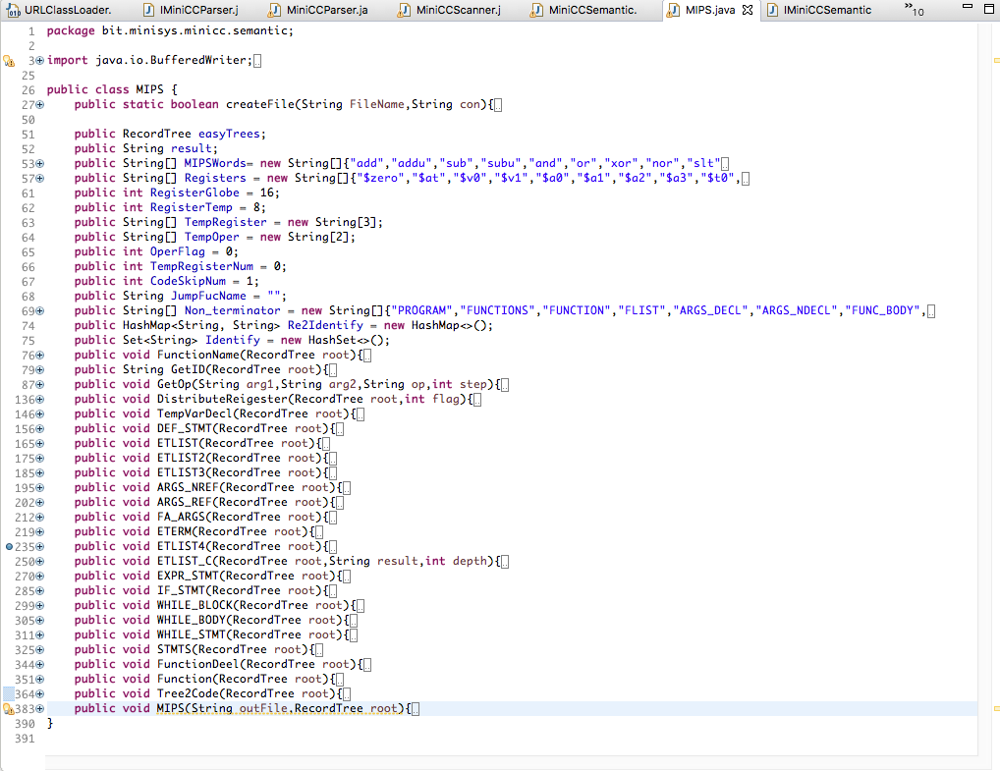 URLClassLoader. IMiniCCParser.j MiniCCParser.ja MiniCCScanner.j MiniCCSemantic. MIPS.java IMiniCCSemantic »10
1 package bit.minisys.minicc.semantic;
2
3 import java.io.BufferedWriter;
25
26 public class MIPS {
27 public static boolean createFile(String FileName,String con){
50
51 public RecordTree easyTrees;
52 public String result;
53 public String[] MIPSWords= new String[]{"add","addu","sub","subu","and","or","xor","nor","slt"
57 public String[] Registers = new String[]{"$zero","$at","$v0","$v1","$a0","$a1","$a2","$a3","$t0",
61 public int RegisterGlobe = 16;
62 public int RegisterTemp = 8;
63 public String[] TempRegister = new String[3];
64 public String[] TempOper = new String[2];
65 public int OperFlag = 0;
66 public int TempRegisterNum = 0;
67 public int CodeSkipNum = 1;
68 public String JumpFucName = "";
69 public String[] Non_terminator = new String[]{"PROGRAM","FUNCTIONS","FUNCTION","FLIST","ARGS_DECL","ARGS_NDECL","FUNC_BODY",
74 public HashMap<String, String> Re2Identify = new HashMap<>();
75 public Set<String> Identify = new HashSet<>();
76 public void FunctionName(RecordTree root){
79 public String GetID(RecordTree root){
87 public void GetOp(String arg1,String arg2,String op,int step){
136 public void DistributeReigester(RecordTree root,int flag){
146 public void TempVarDecl(RecordTree root){
156 public void DEF_STMT(RecordTree root){
165 public void ETLIST(RecordTree root){
175 public void ETLIST2(RecordTree root){
185 public void ETLIST3(RecordTree root){
195 public void ARGS_NREF(RecordTree root){
202 public void ARGS_REF(RecordTree root){
212 public void FA_ARGS(RecordTree root){
219 public void ETERM(RecordTree root){
235 public void ETLIST4(RecordTree root){
250 public void ETLIST_C(RecordTree root,String result,int depth){
270 public void EXPR_STMT(RecordTree root){
285 public void IF_STMT(RecordTree root){
299 public void WHILE_BLOCK(RecordTree root){
305 public void WHILE_BODY(RecordTree root){
311 public void WHILE_STMT(RecordTree root){
325 public void STMTS(RecordTree root){
344 public void FunctionDeel(RecordTree root){
351 public void Function(RecordTree root){
364 public void Tree2Code(RecordTree root){
383 public void MIPS(String outFile,RecordTree root){
390 }
391